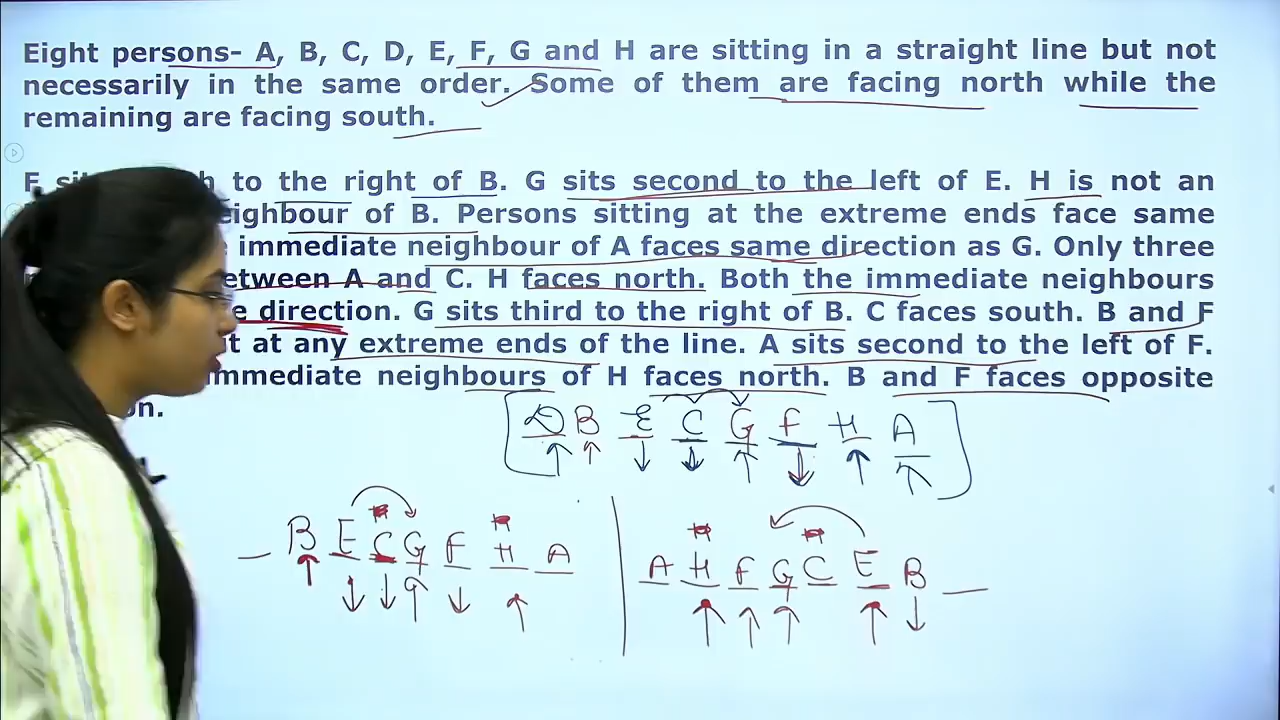 Eight persons- A, B, C, D, E, F, G and H are sitting in a straight line but not
necessarily in the same order. Some of them are facing north while the
remaining are facing south.
F to the right of B. G sits second to the left of E. H is not an
of B. Persons sitting at the extreme ends face same
immediate neighbour of A faces same direction as G. Only three
between A and C. H faces north. Both the immediate neighbours
direction. G sits third to the right of B. C faces south. B and F
at any extreme ends of the line. A sits second to the left of F.
immediate neighbours of H faces north. B and F faces opposite
D B E C G F H A
B E C G F H A
A H F G C E B